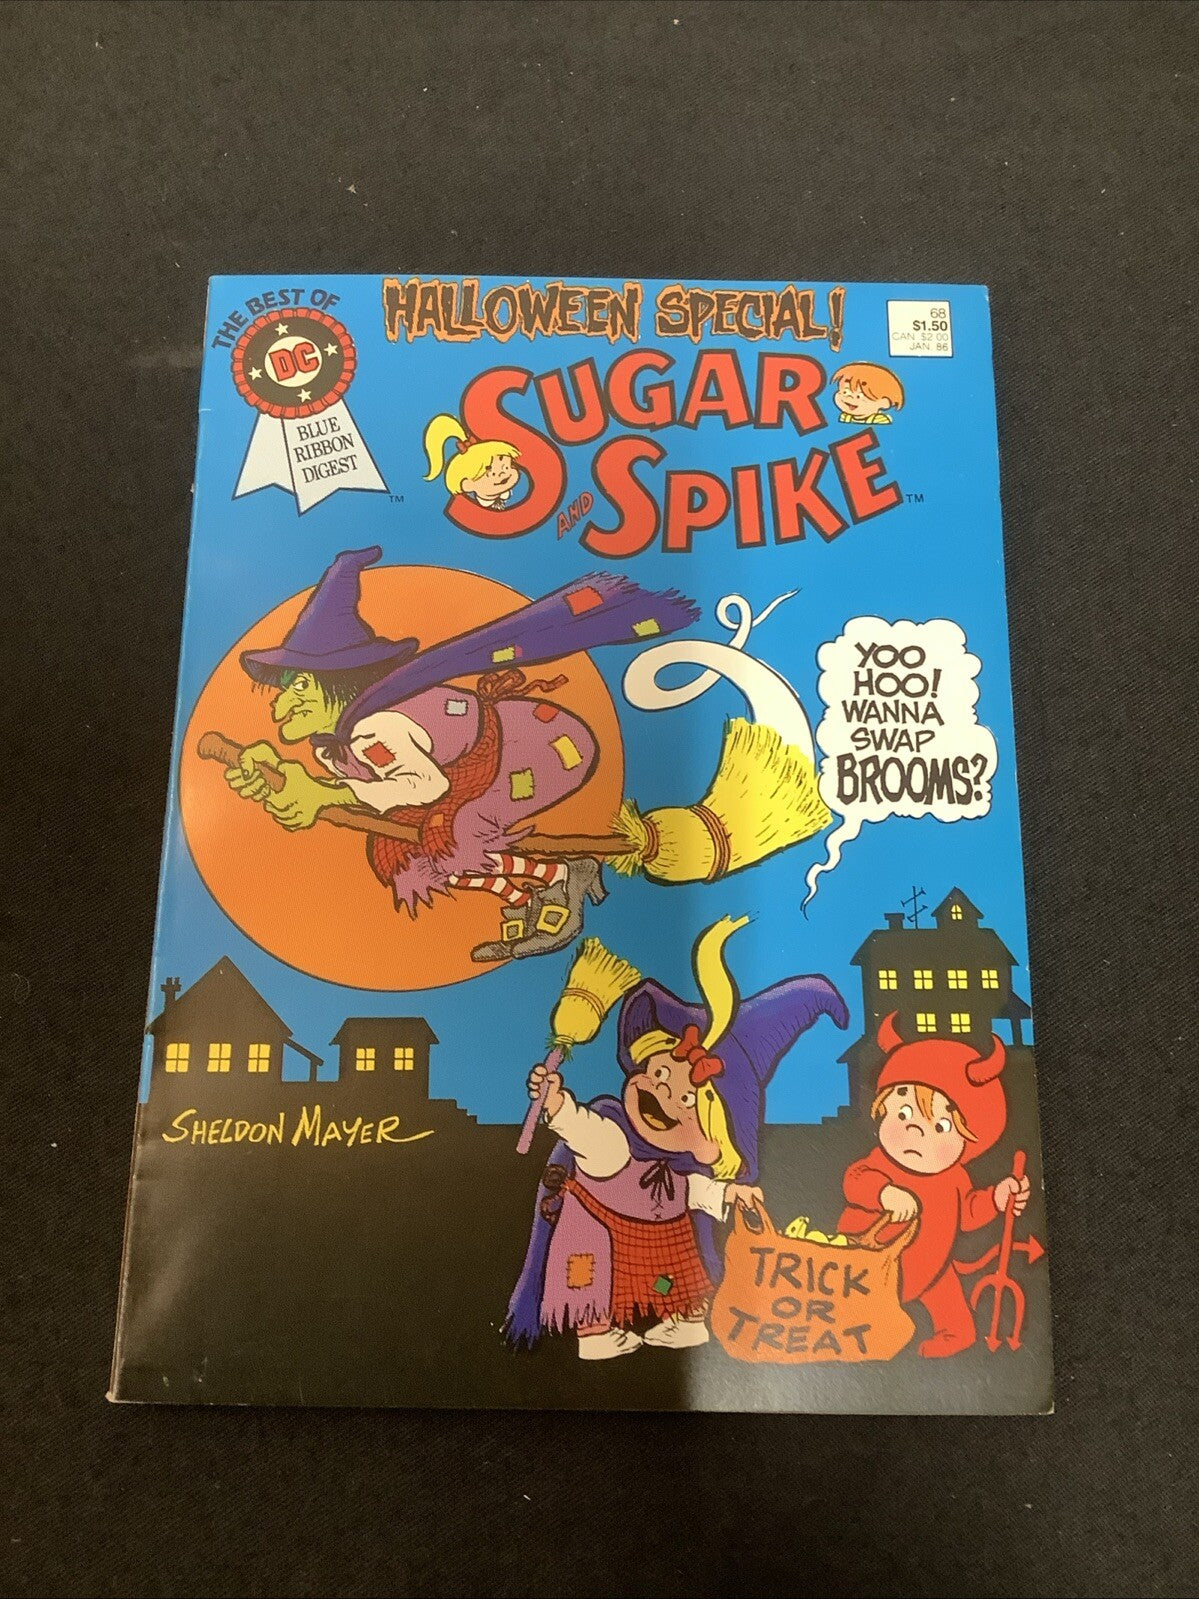 THE BEST OF
DC
BLUE
RIBBON
DIGEST
TM
HALLOWEEN SPECIAL!
68
$1.50
CAN. $2.00
JAN. 86
SUGAR
AND SPIKE
TM
YOO
HOO!
WANNA
SWAP
BROOMS?
SHELDON MAYER
TRICK
OR
TREAT